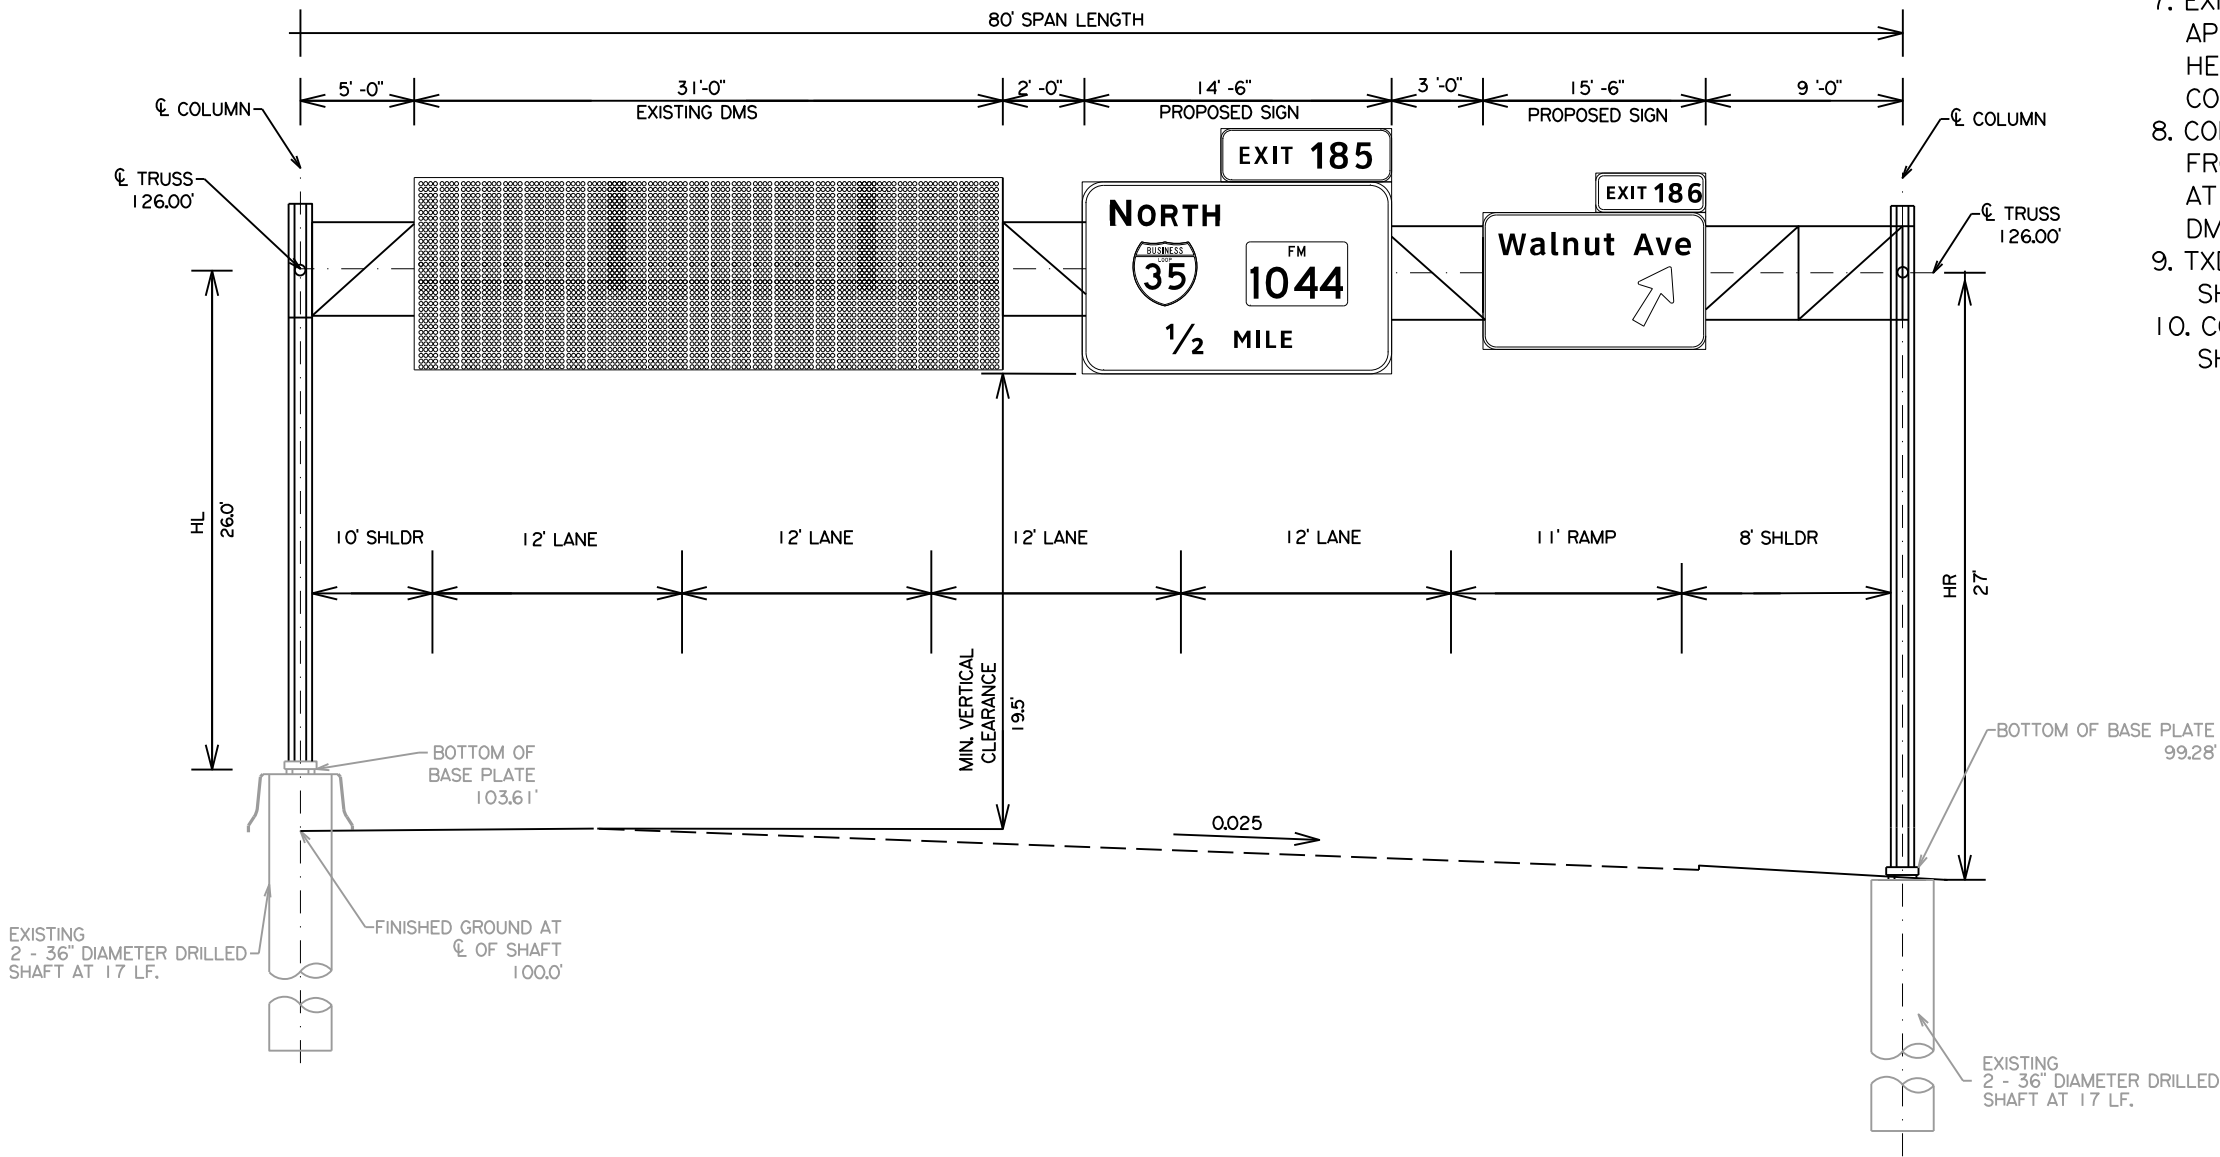 80' SPAN LENGTH
5' -0" 31'-0" 2' -0" 14' -6" 3 '-0" 15' -6" 9 '-0"
EXISTING DMS PROPOSED SIGN PROPOSED SIGN
℄ COLUMN
℄ COLUMN
℄ TRUSS
126.00'
℄ TRUSS
126.00'
EXIT 185
NORTH
BUSINESS
LOOP
35
FM
1044
1/2 MILE
EXIT 186
Walnut Ave
7. EX
AP
HE
CO
8. CO
FR
AT
DM
9. TX
SH
10. CO
SH
HL
26.0'
10' SHLDR 12' LANE 12' LANE 12' LANE 12' LANE 11' RAMP 8' SHLDR
HR
27'
MIN. VERTICAL
CLEARANCE
19.5'
BOTTOM OF
BASE PLATE
103.61'
BOTTOM OF BASE PLATE
99.28'
0.025
FINISHED GROUND AT
℄ OF SHAFT
100.0'
EXISTING
2 - 36" DIAMETER DRILLED
SHAFT AT 17 LF.
EXISTING
2 - 36" DIAMETER DRILLED
SHAFT AT 17 LF.